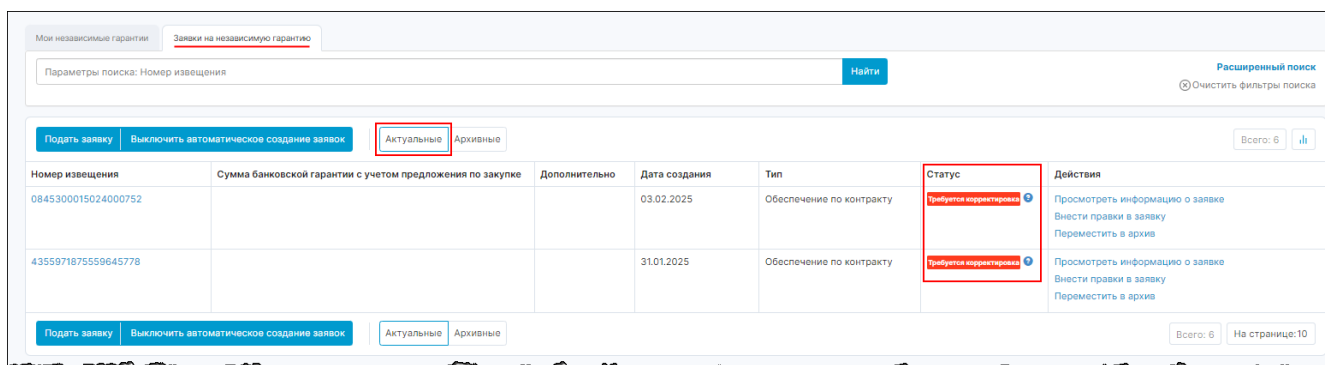 Мои независимые гарантии Заявки на независимую гарантию
Параметры поиска: Номер извещения Найти Расширенный поиск
Очистить фильтры поиска
Подать заявку Выключить автоматическое создание заявок Актуальные Архивные Всего: 6
Номер извещения Сумма банковской гарантии с учетом предложения по закупке Дополнительно Дата создания Тип Статус Действия
0845300015024000752 03.02.2025 Обеспечение по контракту Требуется корректировка ? Просмотреть информацию о заявке
Внести правки в заявку
Переместить в архив
4355971875559645778 31.01.2025 Обеспечение по контракту Требуется корректировка ? Просмотреть информацию о заявке
Внести правки в заявку
Переместить в архив
Подать заявку Выключить автоматическое создание заявок Актуальные Архивные Всего: 6 На странице:10